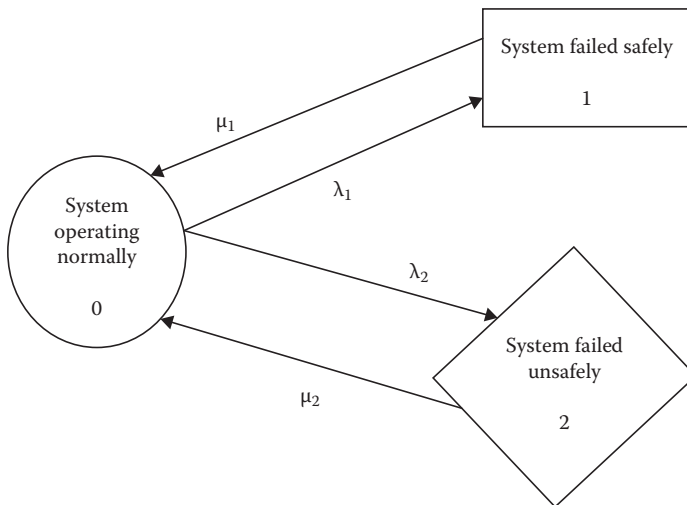 System failed safely
1
μ₁
λ₁
System
operating
normally
0
λ₂
System failed
unsafely
2
μ₂